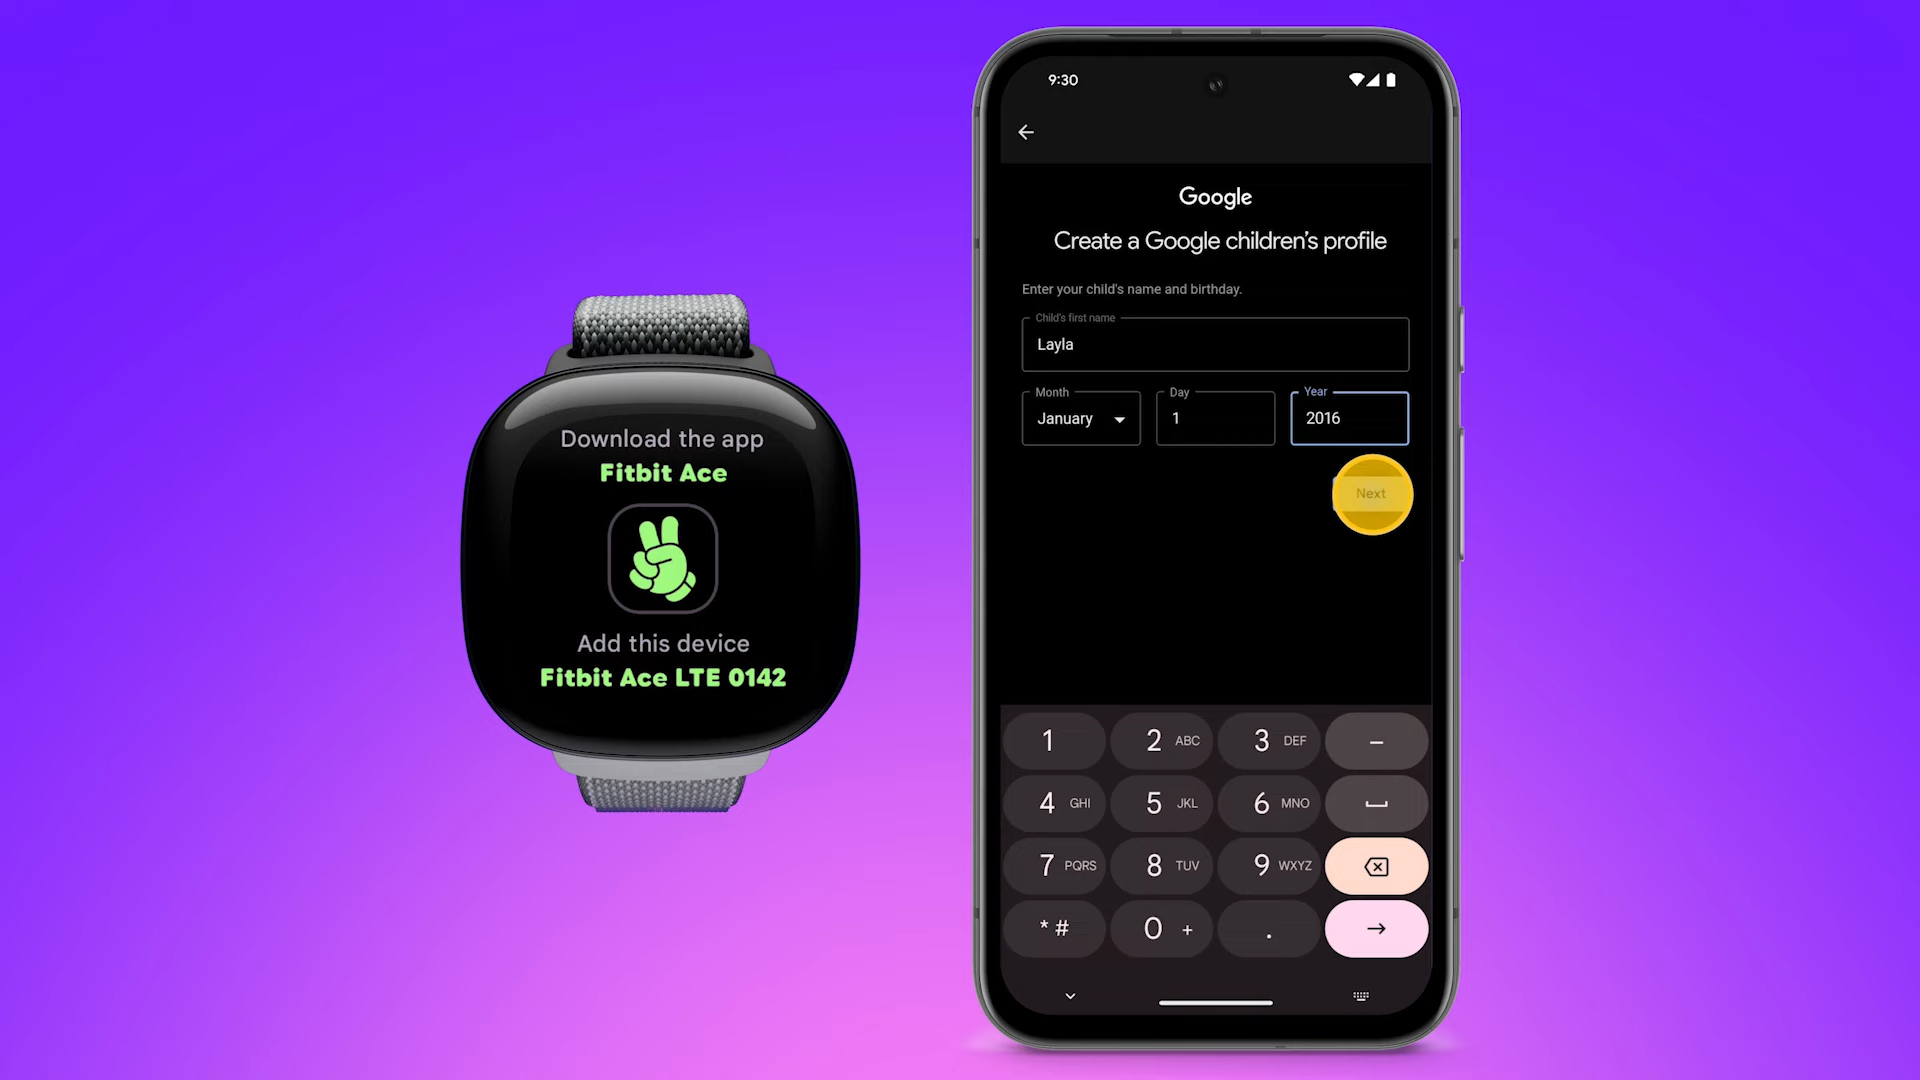 Download the app
Fitbit Ace
Add this device
Fitbit Ace LTE 0142
9:30
Google
Create a Google children's profile
Enter your child's name and birthday.
Child's first name
Layla
Month
Day
Year
January
1
2016
Next
1
2 ABC
3 DEF
–
4 GHI
5 JKL
6 MNO
7 PQRS
8 TUV
9 WXYZ
* #
0 +
.